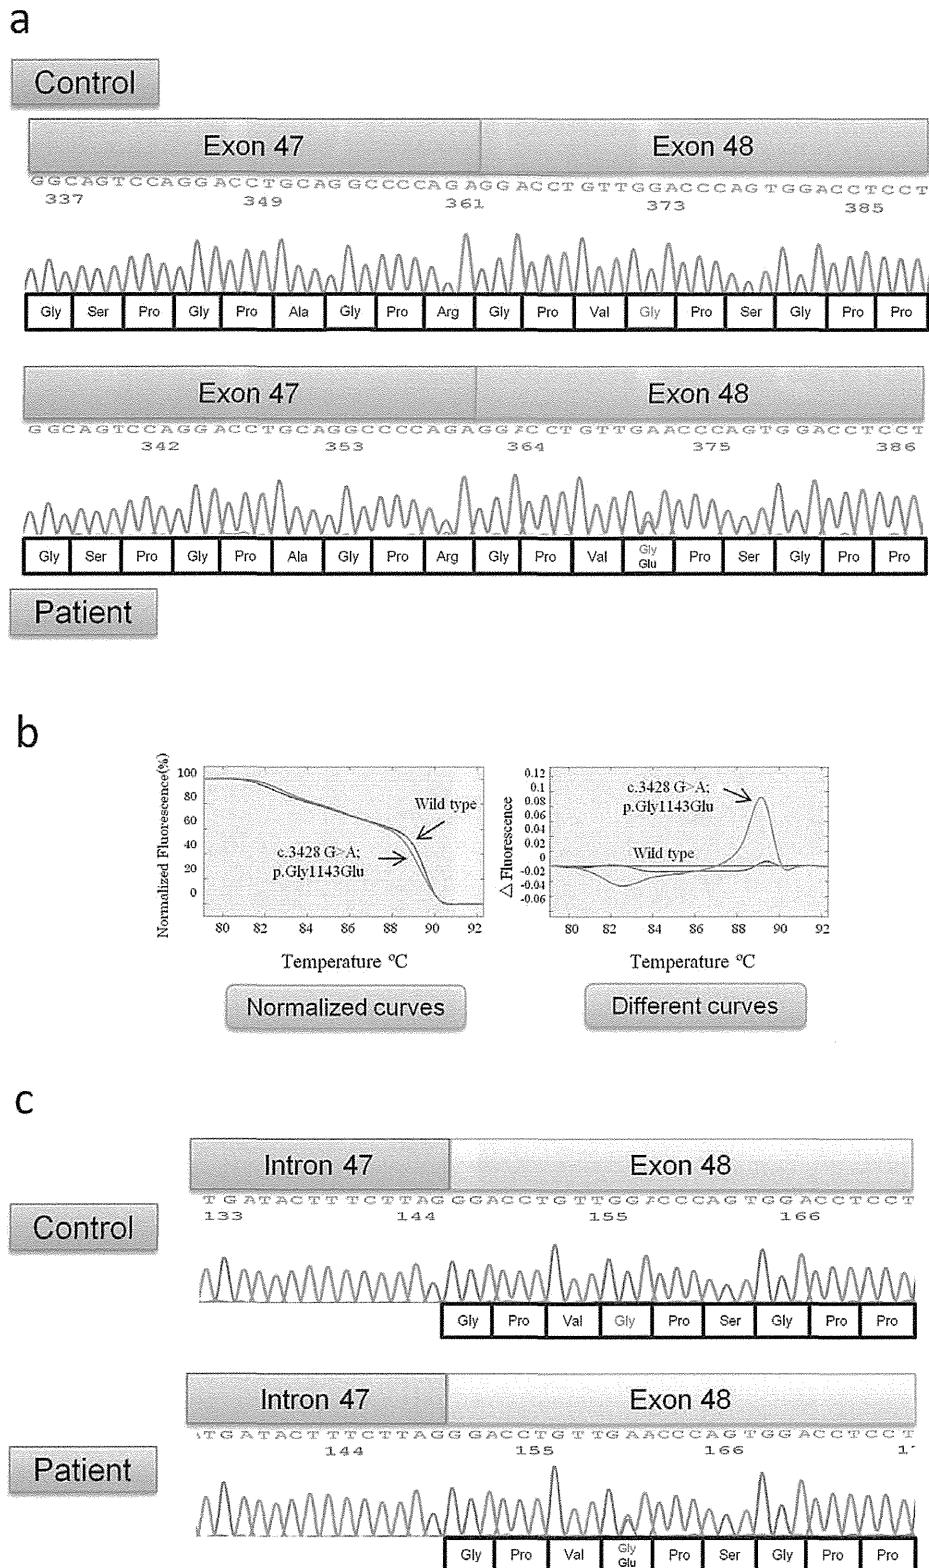 a
Control
Exon 47 Exon 48
GGCAGTCCAGGACCTGCAGGCCCCAGAGGACCTGTTGGACCCAGTGGACCTCCT
337 349 361 373 385
Gly Ser Pro Gly Pro Ala Gly Pro Arg Gly Pro Val Gly Pro Ser Gly Pro Pro
Exon 47 Exon 48
GGCAGTCCAGGACCTGCAGGCCCCAGAGGACCTGTTGAACCCAGTGGACCTCCT
342 353 364 375 386
Gly Ser Pro Gly Pro Ala Gly Pro Arg Gly Pro Val Gly Glu Pro Ser Gly Pro Pro
Patient
b
Normalized Fluorescence(%)
100
80
60
40
20
0
Wild type
c.3428 G>A;
p.Gly1143Glu
80 82 84 86 88 90 92
Temperature °C
Normalized curves
△ Fluorescence
0.12
0.1
0.08
0.06
0.04
0.02
0
-0.02
-0.04
-0.06
c.3428 G>A;
p.Gly1143Glu
Wild type
80 82 84 86 88 90 92
Temperature °C
Different curves
c
Intron 47 Exon 48
TGATACTTTCTTAGGGACCTGTTGGACCCAGTGGACCTCCT
133 144 155 166
Control
Gly Pro Val Gly Pro Ser Gly Pro Pro
Intron 47 Exon 48
TGATACTTTCTTAGGGACCTGTTGAACCCAGTGGACCTCCT
144 155 166
Patient
Gly Pro Val Gly Glu Pro Ser Gly Pro Pro